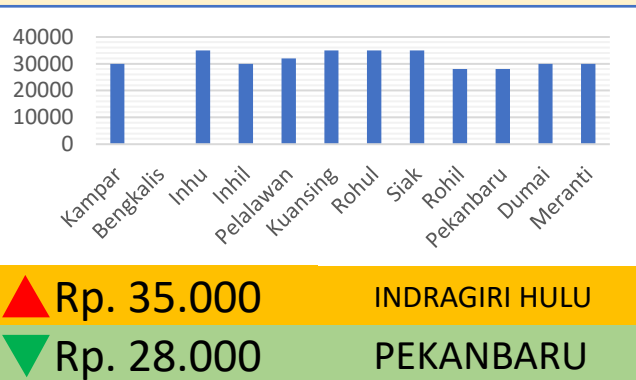 40000
30000
20000
10000
0
Kampar
Bengkalis
Inhu
Inhil
Pelalawan
Kuansing
Rohul
Siak
Rohil
Pekanbaru
Dumai
Meranti
Rp. 35.000 INDRAGIRI HULU
Rp. 28.000 PEKANBARU